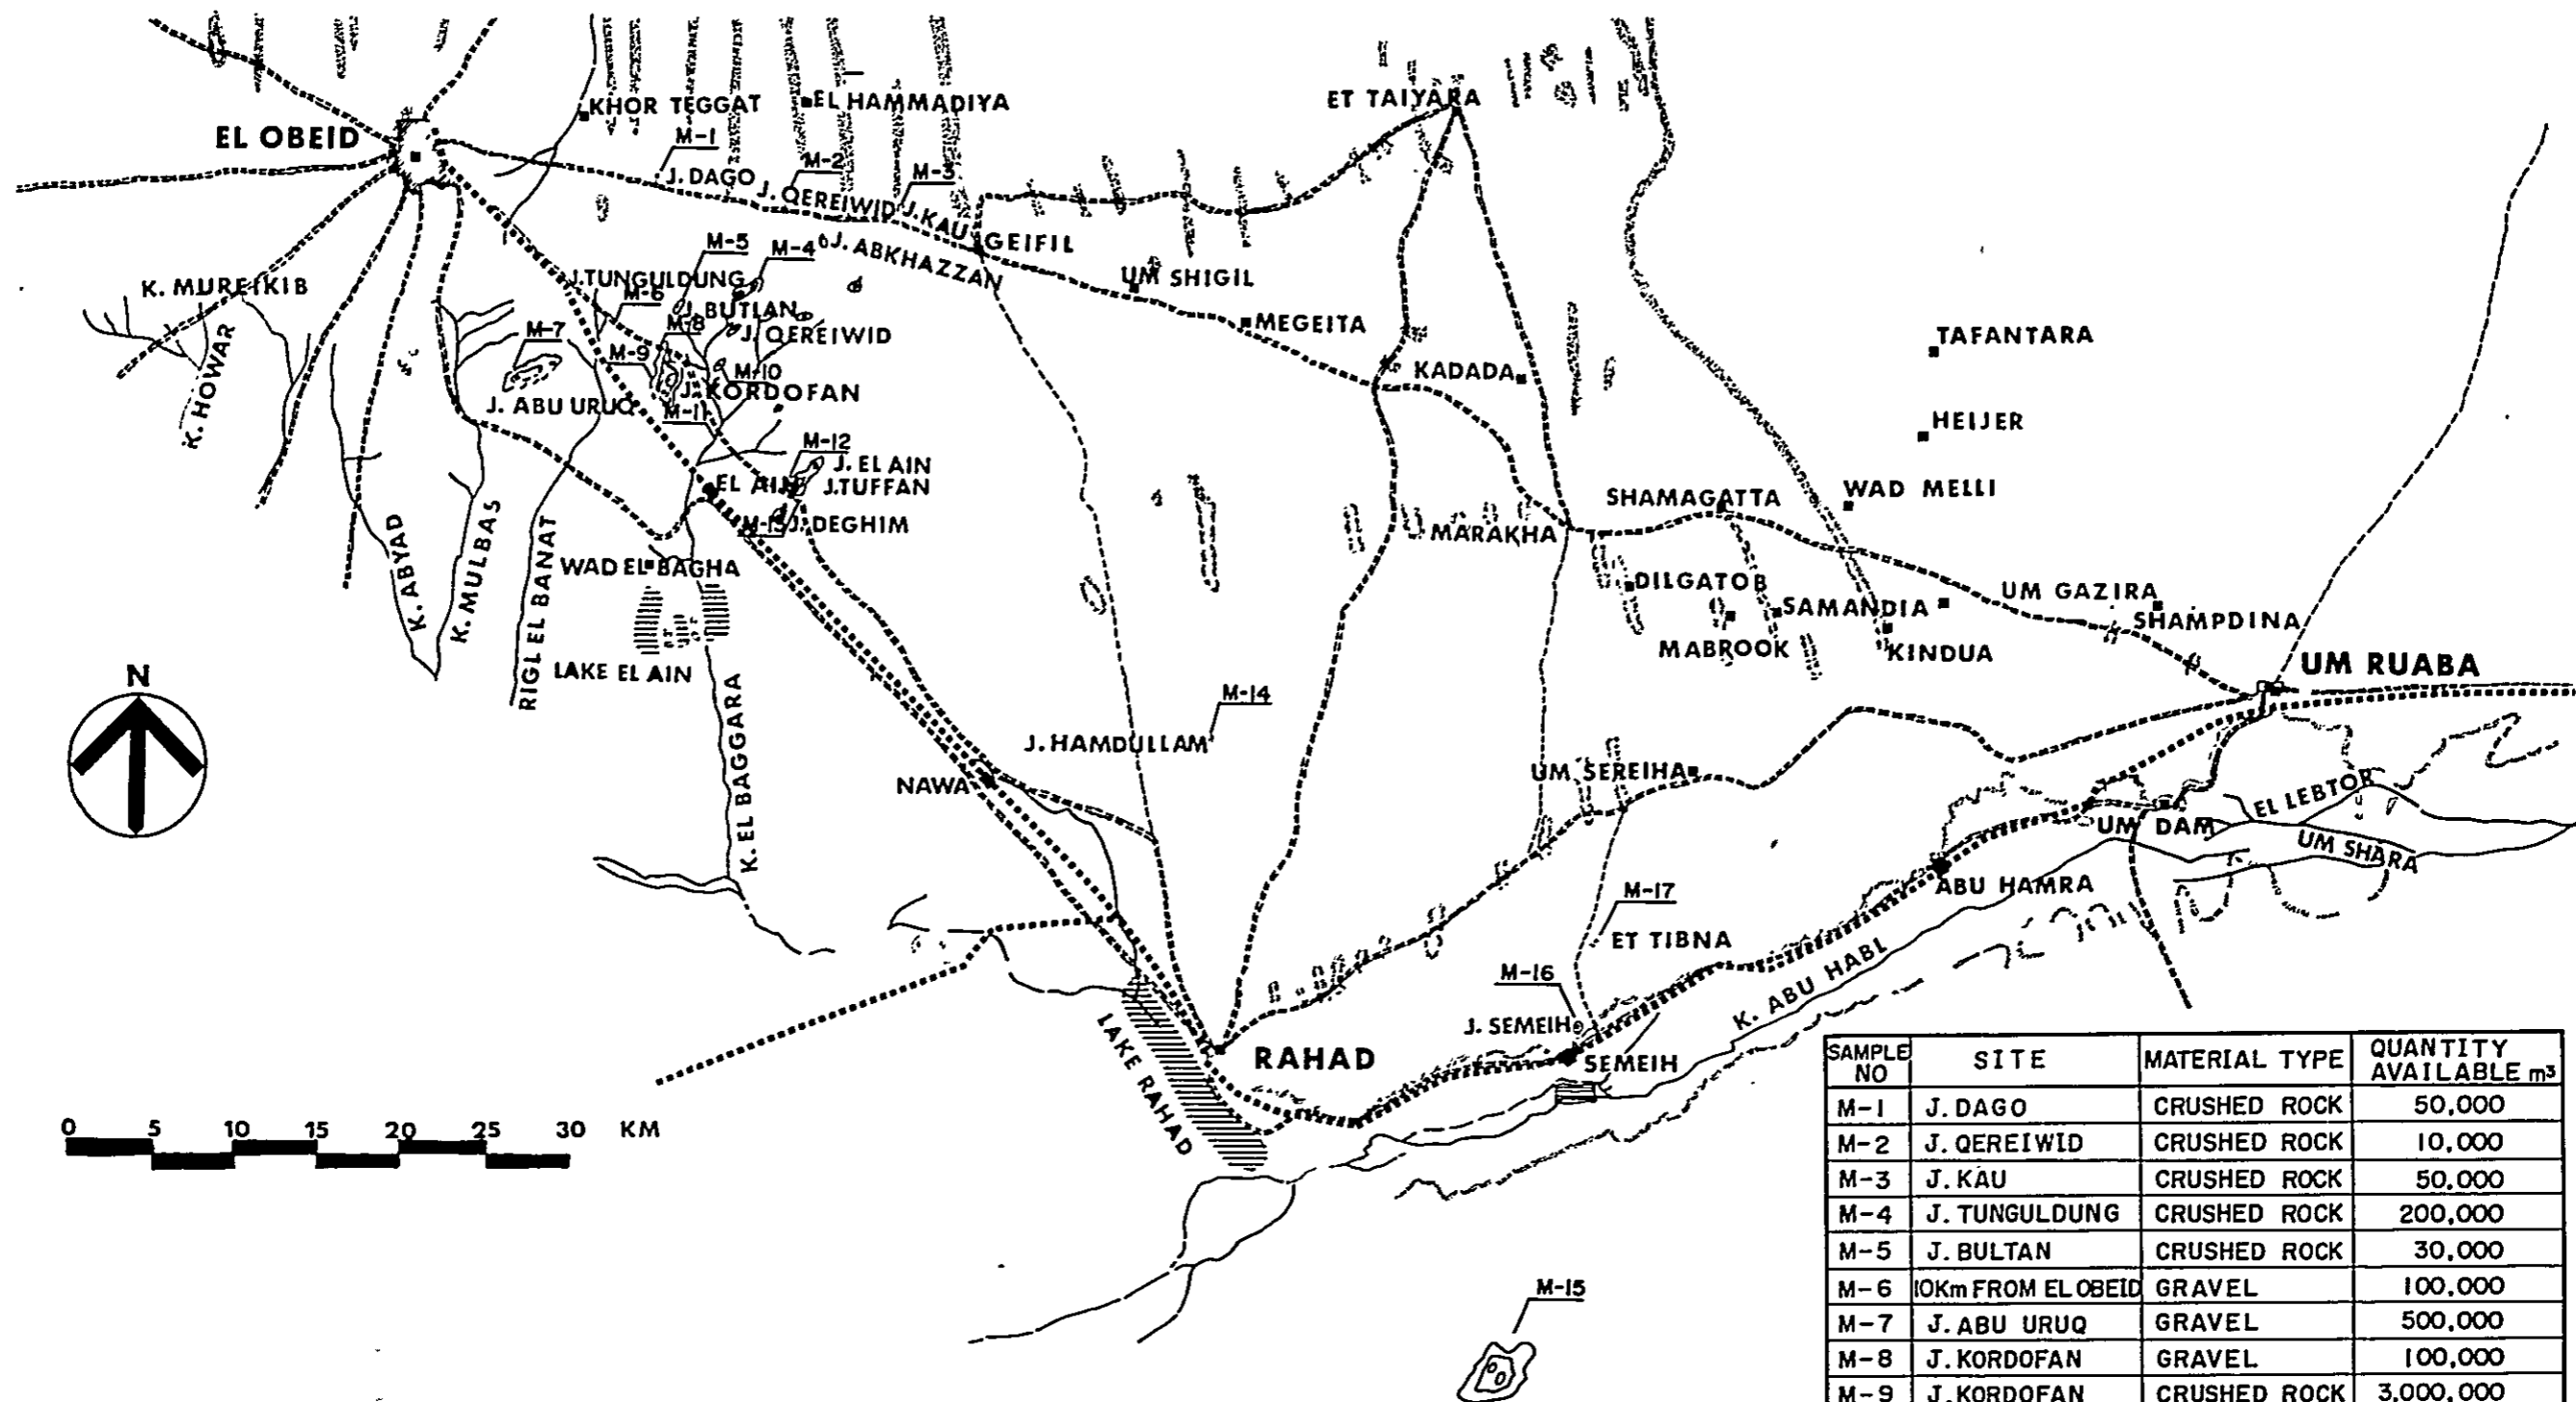 KHOR TEGGAT
EL HAMMADIYA
ET TAIYARA
EL OBEID
M-1
M-2
M-3
J. DAGO
J. QEREIWID
J. KAU
GEIFIL
J. ABKHAZZAN
M-5
M-4
UM SHIGIL
J. TUNGULDUNG
K. MUREIKIB
M-6
J. BUTLAN
M-7
M-8
J. QEREIWID
MEGEITA
TAFANTARA
K. HOWAR
M-9
M-10
KADADA
J. KORDOFAN
J. ABU URUQ
M-11
HEIJER
M-12
J. EL AIN
EL AIN
J. TUFFAN
WAD MELLI
SHAMAGATTA
M-13
J. DEGHIM
MARAKHA
K. ABYAD
K. MULBAS
RIGL EL BANAT
WAD EL BAGHA
DILGATOB
SAMANDIA
UM GAZIRA
SHAMPDINA
MABROOK
KINDUA
LAKE EL AIN
UM RUABA
N
K. EL BAGGARA
M-14
J. HAMDULLAM
NAWA
UM SEREIHA
EL LEBTOR
UM DAM
UM SHARA
ABU HAMRA
M-17
ET TIBNA
M-16
K. ABU HABL
J. SEMEIH
LAKE RAHAD
RAHAD
SEMEIH
0 5 10 15 20 25 30 KM
M-15
SAMPLE NO SITE MATERIAL TYPE QUANTITY AVAILABLE m³
M-1 J. DAGO CRUSHED ROCK 50,000
M-2 J. QEREIWID CRUSHED ROCK 10,000
M-3 J. KAU CRUSHED ROCK 50,000
M-4 J. TUNGULDUNG CRUSHED ROCK 200,000
M-5 J. BULTAN CRUSHED ROCK 30,000
M-6 10Km FROM EL OBEID GRAVEL 100,000
M-7 J. ABU URUQ GRAVEL 500,000
M-8 J. KORDOFAN GRAVEL 100,000
M-9 J. KORDOFAN CRUSHED ROCK 3,000,000